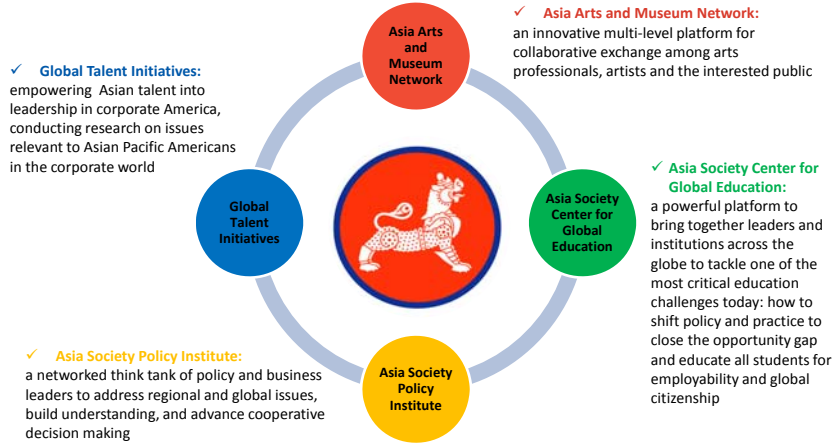 Asia Arts
and
Museum
Network
✓ Asia Arts and Museum Network:
an innovative multi-level platform for
collaborative exchange among arts
professionals, artists and the interested public
✓ Global Talent Initiatives:
empowering Asian talent into
leadership in corporate America,
conducting research on issues
relevant to Asian Pacific Americans
in the corporate world
Global
Talent
Initiatives
Asia Society
Center for
Global
Education
✓ Asia Society Center for
Global Education:
a powerful platform to
bring together leaders and
institutions across the
globe to tackle one of the
most critical education
challenges today: how to
shift policy and practice to
close the opportunity gap
and educate all students for
employability and global
citizenship
✓ Asia Society Policy Institute:
a networked think tank of policy and business
leaders to address regional and global issues,
build understanding, and advance cooperative
decision making
Asia Society
Policy
Institute